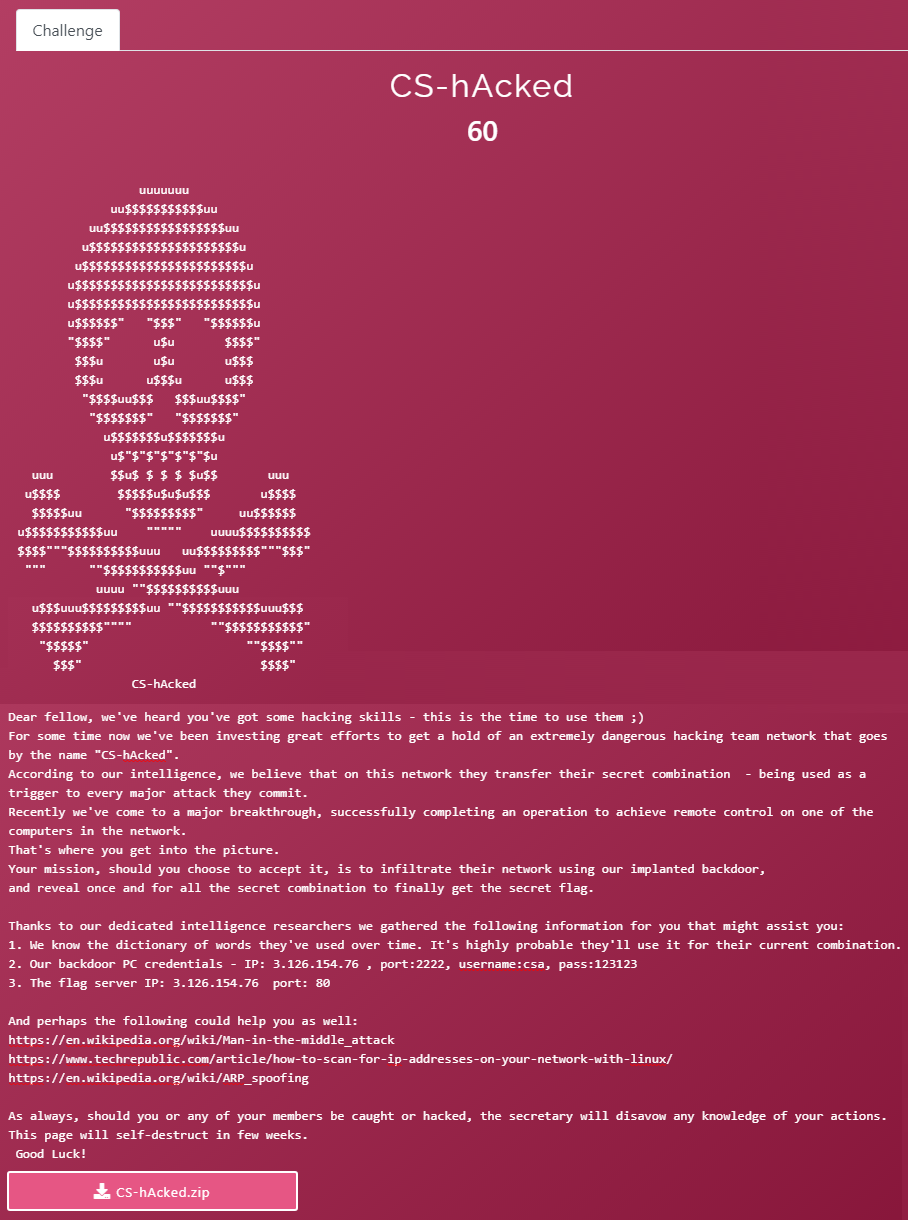 Challenge
CS-hAcked
60
                  uuuuuuu
              uu$$$$$$$$$$$uu
           uu$$$$$$$$$$$$$$$$$uu
          u$$$$$$$$$$$$$$$$$$$$$u
         u$$$$$$$$$$$$$$$$$$$$$$$u
        u$$$$$$$$$$$$$$$$$$$$$$$$$u
        u$$$$$$$$$$$$$$$$$$$$$$$$$u
        u$$$$$$"   "$$$"   "$$$$$$u
        "$$$$"      u$u       $$$$"
         $$$u       u$u       u$$$
         $$$u      u$$$u      u$$$
          "$$$$uu$$$   $$$uu$$$$"
           "$$$$$$$"   "$$$$$$$"
             u$$$$$$$u$$$$$$$u
              u$"$"$"$"$"$"$u
   uuu        $$u$ $ $ $ $u$$       uuu
  u$$$$        $$$$$u$u$u$$$       u$$$$
   $$$$$uu      "$$$$$$$$$"     uu$$$$$$
 u$$$$$$$$$$$uu    """""    uuuu$$$$$$$$$$
 $$$$"""$$$$$$$$$$uuu   uu$$$$$$$$$"""$$$"
  """      ""$$$$$$$$$$$uu ""$"""
            uuuu ""$$$$$$$$$$uuu
   u$$$uuu$$$$$$$$$uu ""$$$$$$$$$$$uuu$$$
   $$$$$$$$$$""""           ""$$$$$$$$$$$"
    "$$$$$"                      ""$$$$""
      $$$"                         $$$$"
CS-hAcked
Dear fellow, we've heard you've got some hacking skills - this is the time to use them ;)
For some time now we've been investing great efforts to get a hold of an extremely dangerous hacking team network that goes
by the name "CS-hAcked".
According to our intelligence, we believe that on this network they transfer their secret combination  - being used as a
trigger to every major attack they commit.
Recently we've come to a major breakthrough, successfully completing an operation to achieve remote control on one of the
computers in the network.
That's where you get into the picture.
Your mission, should you choose to accept it, is to infiltrate their network using our implanted backdoor,
and reveal once and for all the secret combination to finally get the secret flag.
Thanks to our dedicated intelligence researchers we gathered the following information for you that might assist you:
1. We know the dictionary of words they've used over time. It's highly probable they'll use it for their current combination.
2. Our backdoor PC credentials - IP: 3.126.154.76 , port:2222, username:csa, pass:123123
3. The flag server IP: 3.126.154.76  port: 80
And perhaps the following could help you as well:
https://en.wikipedia.org/wiki/Man-in-the-middle_attack
https://www.techrepublic.com/article/how-to-scan-for-ip-addresses-on-your-network-with-linux/
https://en.wikipedia.org/wiki/ARP_spoofing
As always, should you or any of your members be caught or hacked, the secretary will disavow any knowledge of your actions.
This page will self-destruct in few weeks.
Good Luck!
CS-hAcked.zip